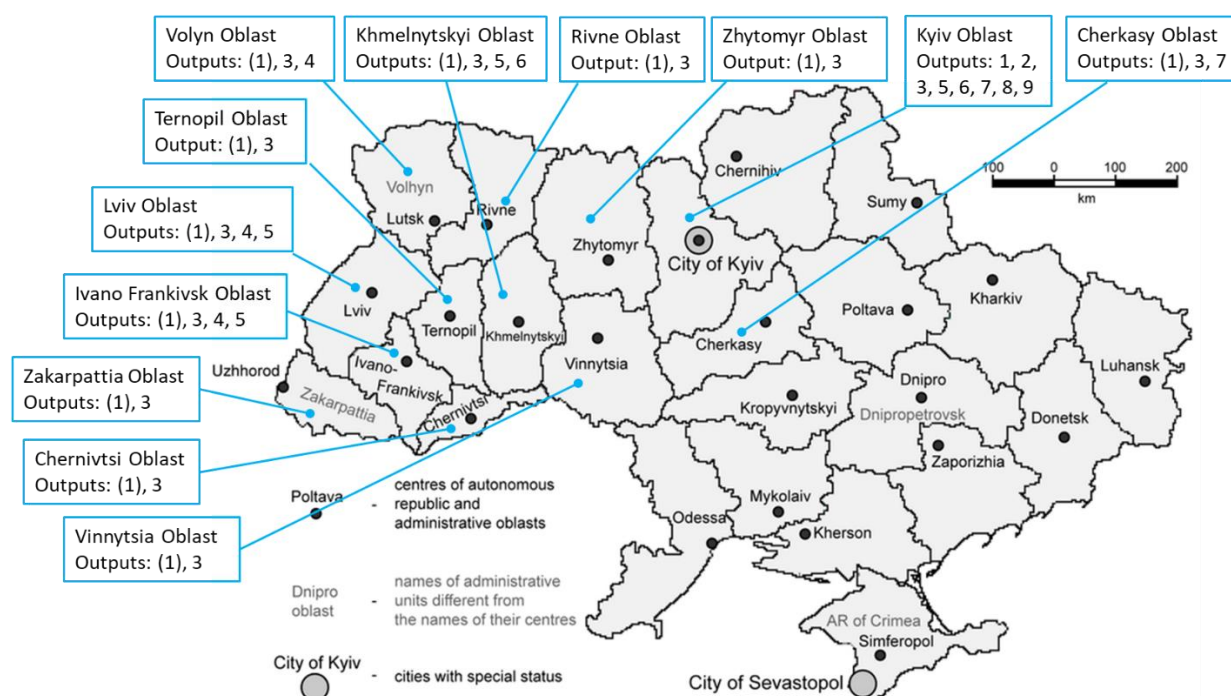 Volyn Oblast
Outputs: (1), 3, 4
Khmelnytskyi Oblast
Outputs: (1), 3, 5, 6
Rivne Oblast
Output: (1), 3
Zhytomyr Oblast
Output: (1), 3
Kyiv Oblast
Outputs: 1, 2,
3, 5, 6, 7, 8, 9
Cherkasy Oblast
Outputs: (1), 3, 7
Ternopil Oblast
Output: (1), 3
Lviv Oblast
Outputs: (1), 3, 4, 5
Ivano Frankivsk Oblast
Outputs: (1), 3, 4, 5
Zakarpattia Oblast
Outputs: (1), 3
Chernivtsi Oblast
Outputs: (1), 3
Vinnytsia Oblast
Outputs: (1), 3
Volhyn
Lutsk
Rivne
Zhytomyr
City of Kyiv
Chernihiv
Sumy
100
0
100
200
km
Lviv
Ternopil
Khmelnytskyi
Vinnytsia
Cherkasy
Poltava
Kharkiv
Luhansk
Uzhhorod
Zakarpattia
Ivano-
Frankivsk
Chernivtsi
Kropyvnytskyi
Dnipro
Dnipropetrovsk
Donetsk
Zaporizhia
Mykolaiv
Odessa
Kherson
AR of Crimea
Simferopol
City of Sevastopol
Poltava
-
centres of autonomous
republic and
administrative oblasts
Dnipro
oblast
-
names of administrative
units different from
the names of their centres
City of Kyiv
-
cities with special status